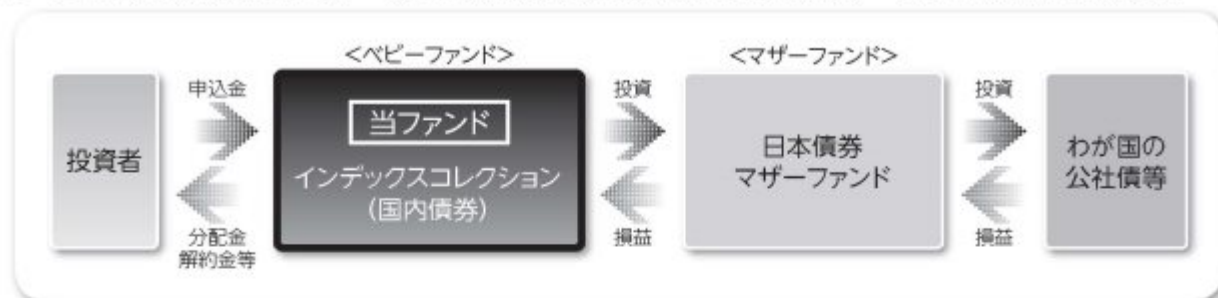 <ベビーファンド>
<マザーファンド>
投資者
申込金
分配金
解約金等
当ファンド
インデックスコレクション
(国内債券)
投資
損益
日本債券
マザーファンド
投資
損益
わが国の
公社債等